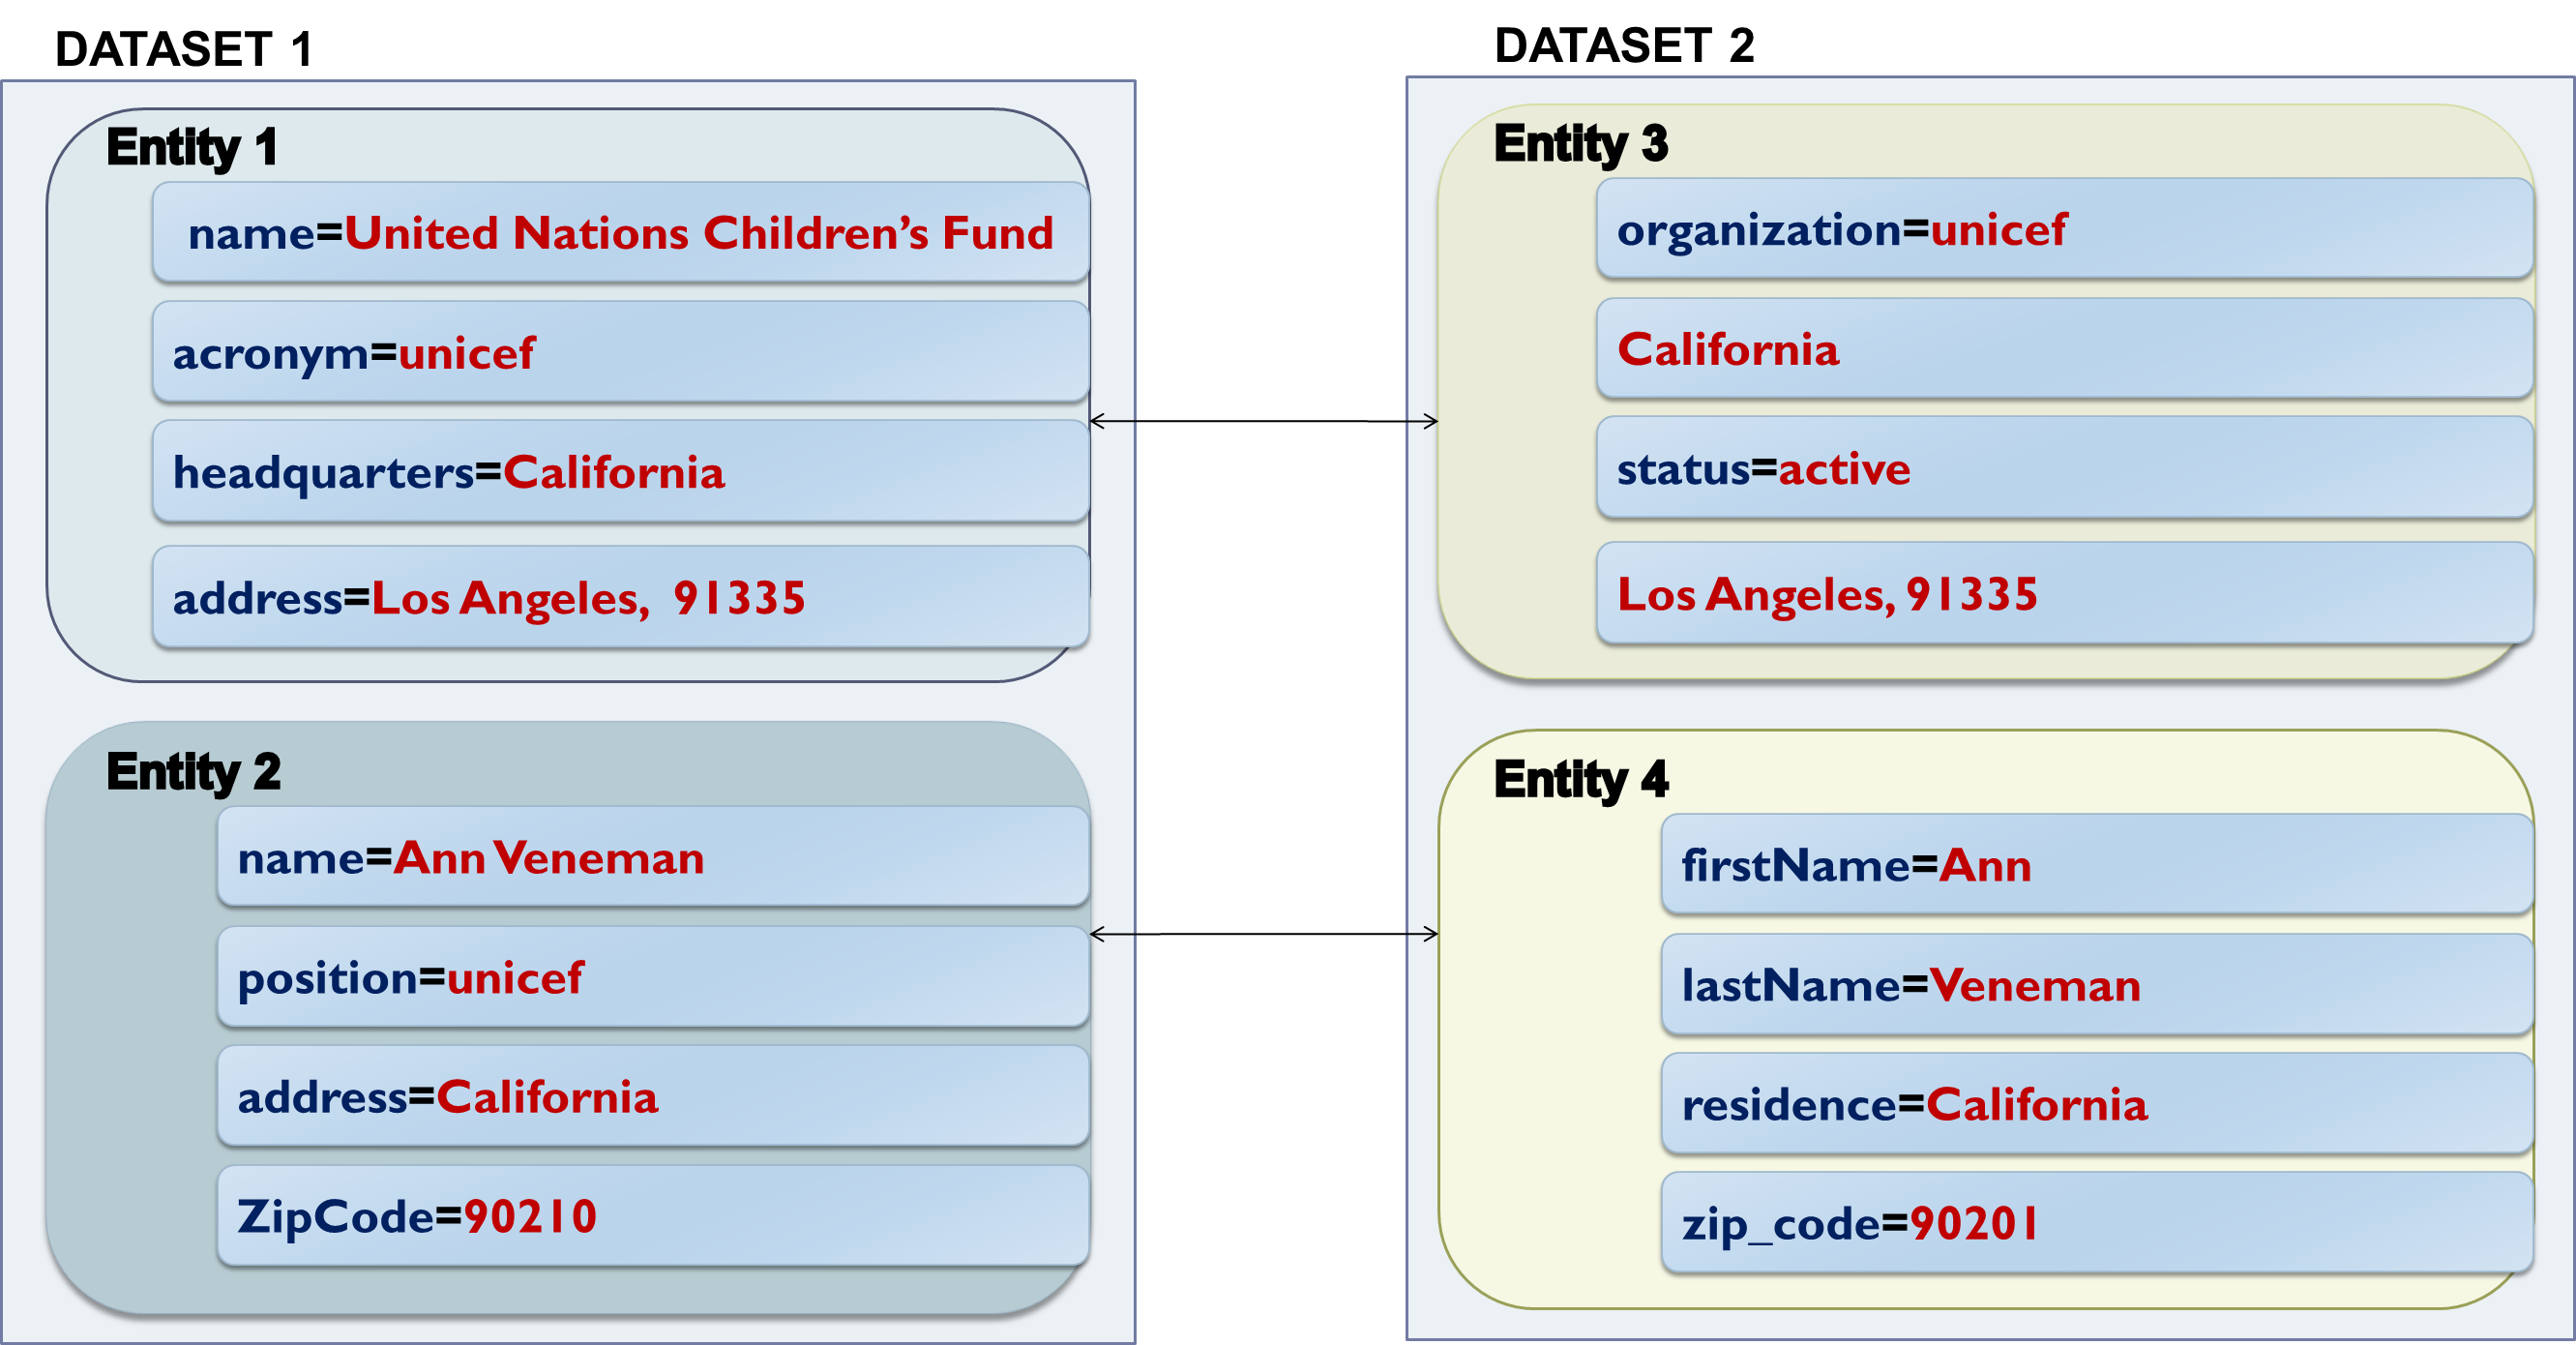 DATASET 1
Entity 1
name=United Nations Children’s Fund
acronym=unicef
headquarters=California
address=Los Angeles, 91335
Entity 2
name=Ann Veneman
position=unicef
address=California
ZipCode=90210
DATASET 2
Entity 3
organization=unicef
California
status=active
Los Angeles, 91335
Entity 4
firstName=Ann
lastName=Veneman
residence=California
zip_code=90201